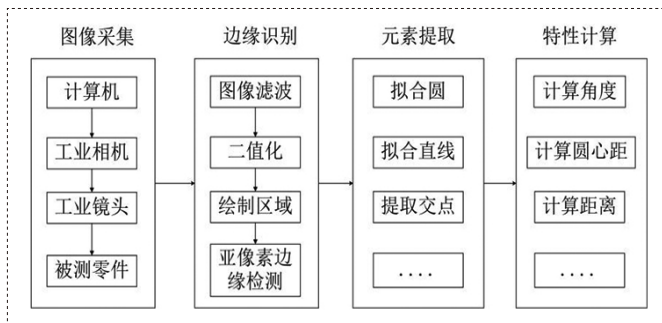 图像采集
计算机
工业相机
工业镜头
被测零件
边缘识别
图像滤波
二值化
绘制区域
亚像素边
缘检测
元素提取
拟合圆
拟合直线
提取交点
....
特性计算
计算角度
计算圆心距
计算距离
....